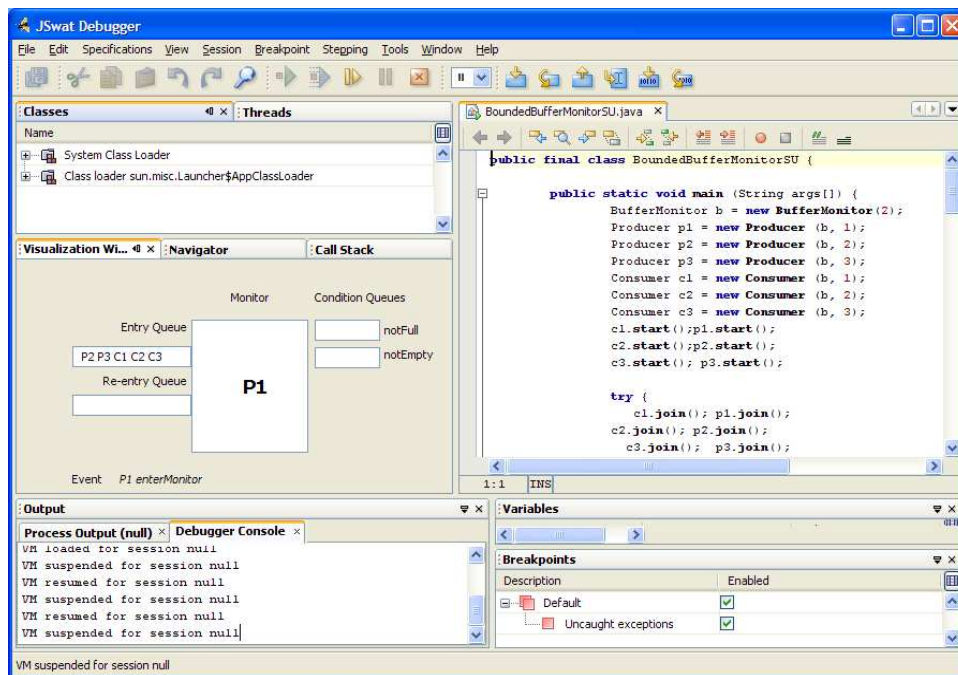 JSwat Debugger
File Edit Specifications View Session Breakpoint Stepping Tools Window Help
Classes
Threads
Name
System Class Loader
Class loader sun.misc.Launcher$AppClassLoader
Visualization Wi...
Navigator
Call Stack
Monitor
Condition Queues
Entry Queue
notFull
P2 P3 C1 C2 C3
notEmpty
Re-entry Queue
P1
Event P1 enterMonitor
BoundedBufferMonitorSU.java
public final class BoundedBufferMonitorSU {
public static void main (String args[]) {
BufferMonitor b = new BufferMonitor(2);
Producer p1 = new Producer (b, 1);
Producer p2 = new Producer (b, 2);
Producer p3 = new Producer (b, 3);
Consumer c1 = new Consumer (b, 1);
Consumer c2 = new Consumer (b, 2);
Consumer c3 = new Consumer (b, 3);
c1.start();p1.start();
c2.start();p2.start();
c3.start(); p3.start();
try {
c1.join(); p1.join();
c2.join(); p2.join();
c3.join(); p3.join();
1:1 INS
Output
Process Output (null)
Debugger Console
VM loaded for session null
VM suspended for session null
VM resumed for session null
VM suspended for session null
VM resumed for session null
VM suspended for session null
Variables
Breakpoints
Description Enabled
Default
Uncaught exceptions
VM suspended for session null